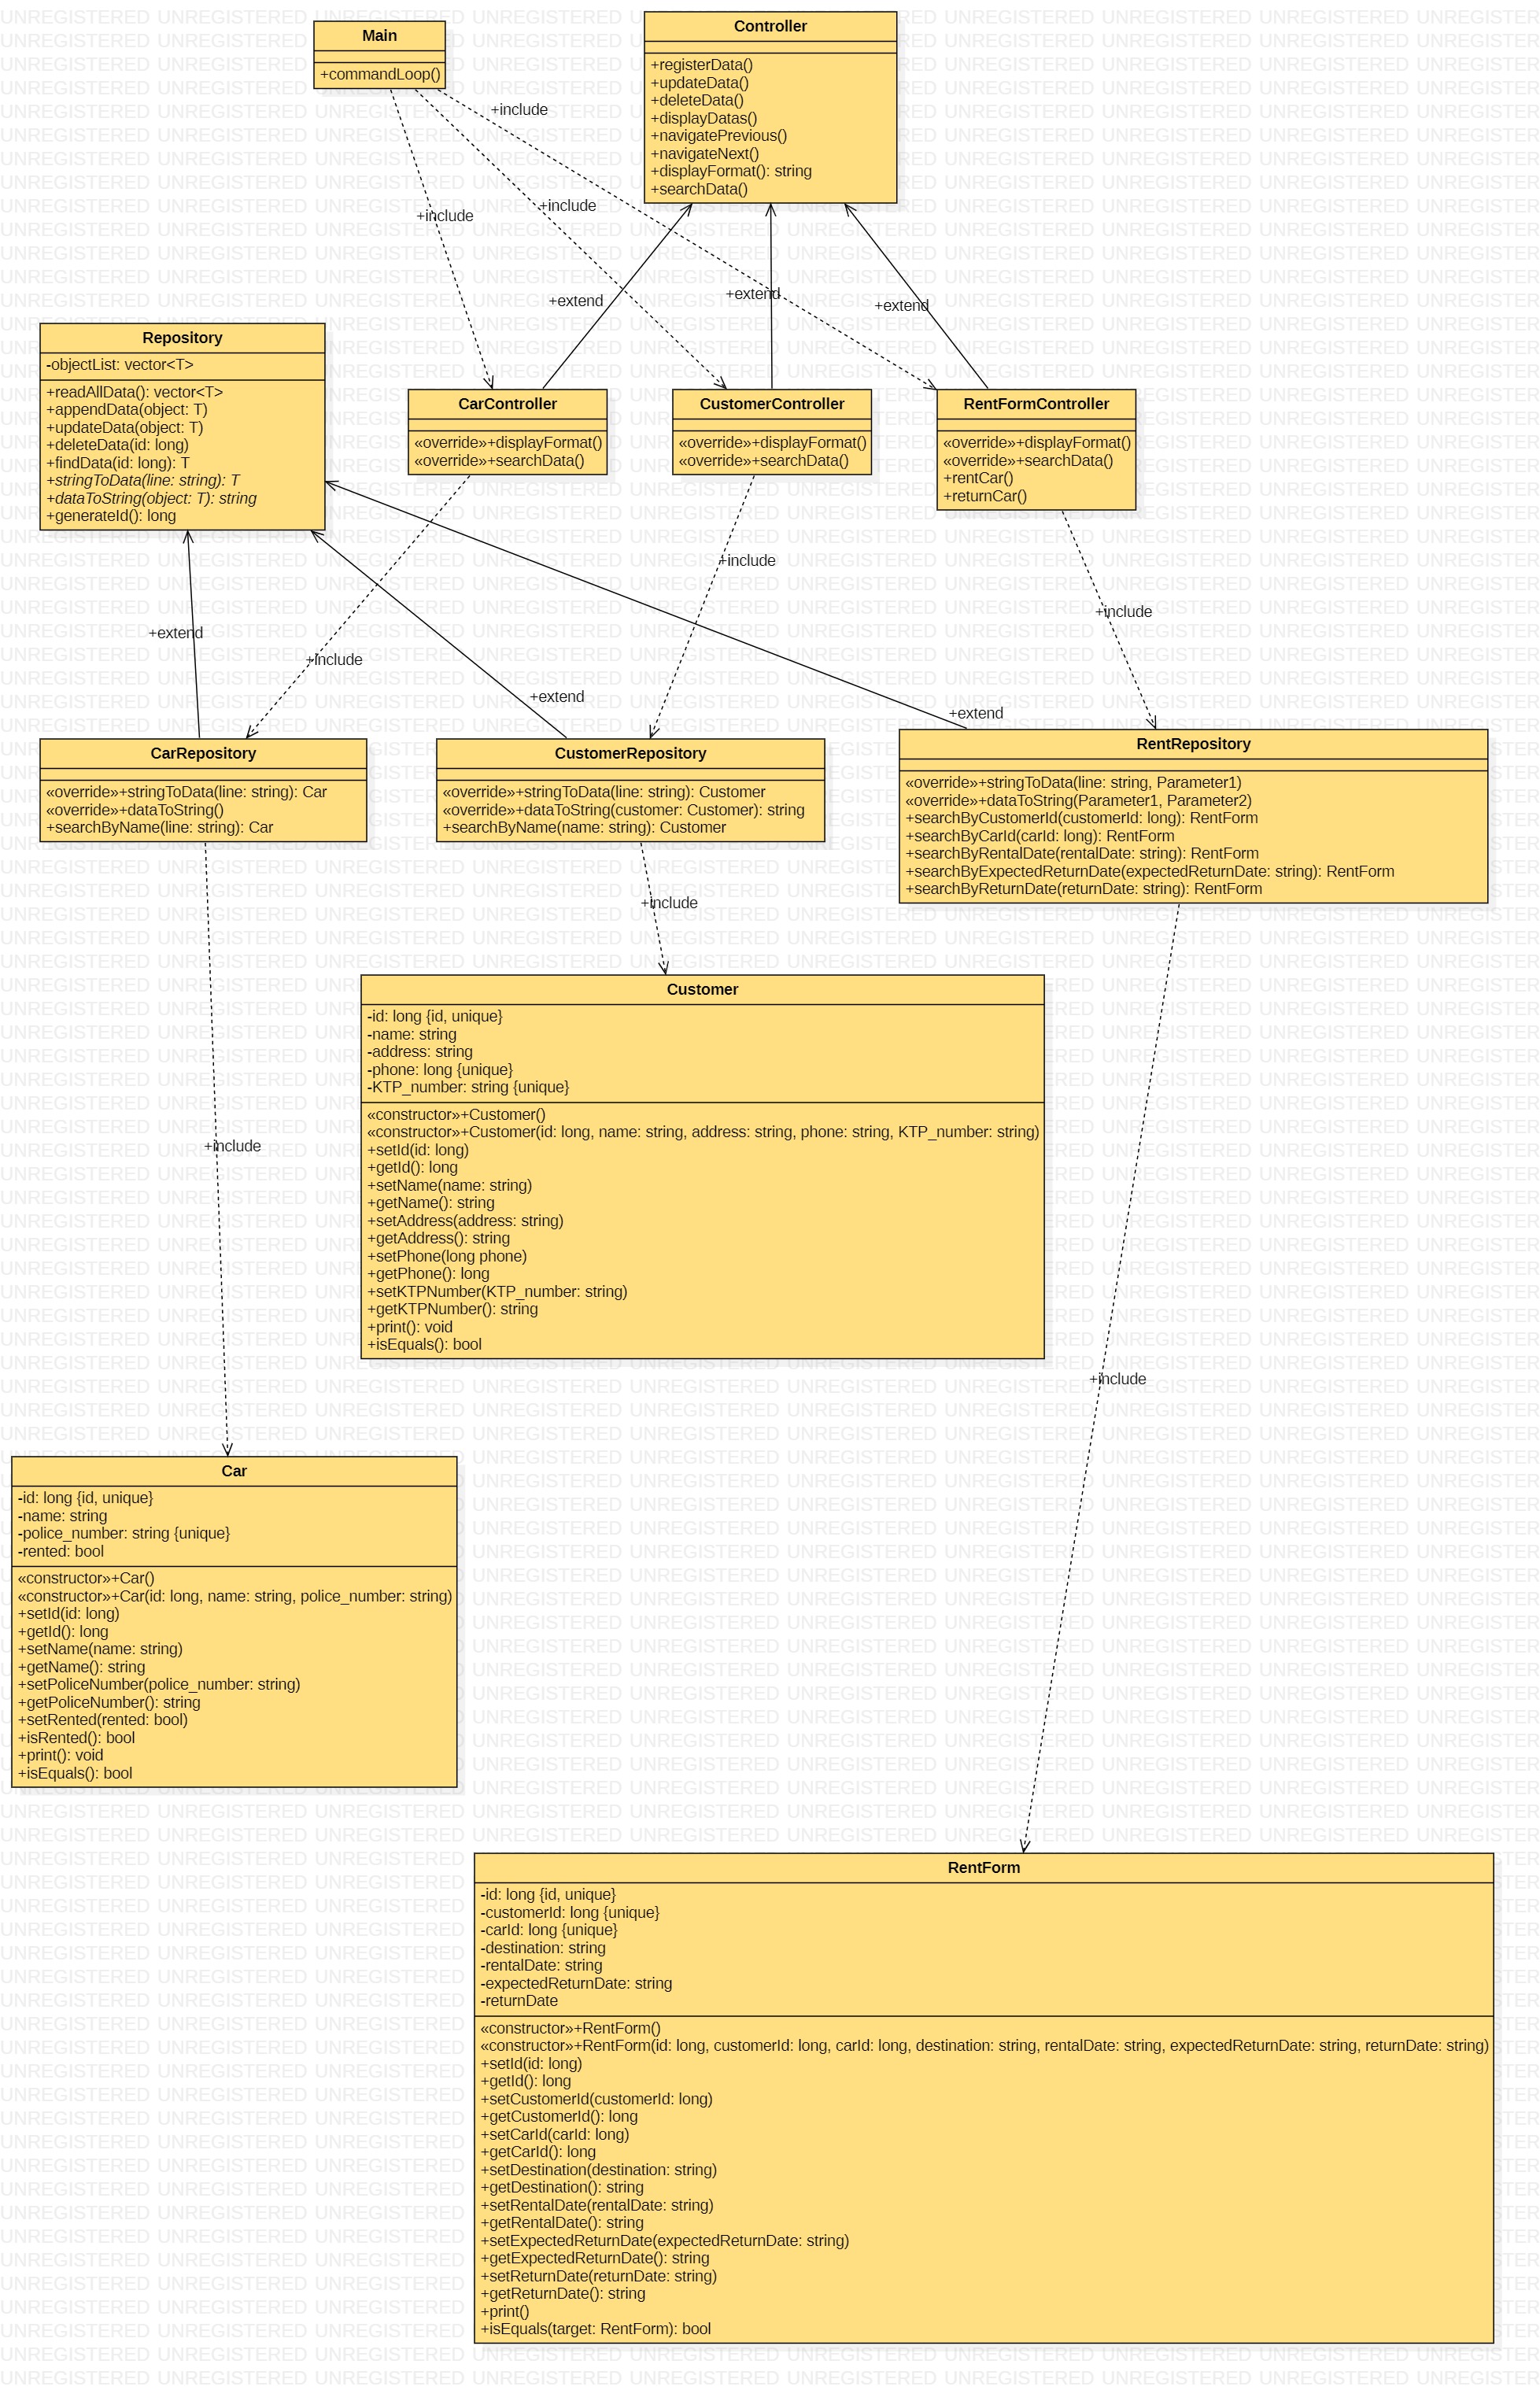 Main
+commandLoop()
Controller
+registerData()
+updateData()
+deleteData()
+displayDatas()
+navigatePrevious()
+navigateNext()
+displayFormat(): string
+searchData()
+include
+include
+include
+extend
+extend
+extend
Repository
-objectList: vector<T>
+readAllData(): vector<T>
+appendData(object: T)
+updateData(object: T)
+deleteData(id: long)
+findData(id: long): T
+stringToData(line: string): T
+dataToString(object: T): string
+generateId(): long
CarController
«override»+displayFormat()
«override»+searchData()
CustomerController
«override»+displayFormat()
«override»+searchData()
RentFormController
«override»+displayFormat()
«override»+searchData()
+rentCar()
+returnCar()
+include
+include
+extend
+include
+extend
+extend
CarRepository
«override»+stringToData(line: string): Car
«override»+dataToString()
+searchByName(line: string): Car
CustomerRepository
«override»+stringToData(line: string): Customer
«override»+dataToString(customer: Customer): string
+searchByName(name: string): Customer
RentRepository
«override»+stringToData(line: string, Parameter1)
«override»+dataToString(Parameter1, Parameter2)
+searchByCustomerId(customerId: long): RentForm
+searchByCarId(carId: long): RentForm
+searchByRentalDate(rentalDate: string): RentForm
+searchByExpectedReturnDate(expectedReturnDate: string): RentForm
+searchByReturnDate(returnDate: string): RentForm
+include
Customer
-id: long {id, unique}
-name: string
-address: string
-phone: long {unique}
-KTP_number: string {unique}
«constructor»+Customer()
«constructor»+Customer(id: long, name: string, address: string, phone: string, KTP_number: string)
+setId(id: long)
+getId(): long
+setName(name: string)
+getName(): string
+setAddress(address: string)
+getAddress(): string
+setPhone(long phone)
+getPhone(): long
+setKTPNumber(KTP_number: string)
+getKTPNumber(): string
+print(): void
+isEquals(): bool
+include
+include
Car
-id: long {id, unique}
-name: string
-police_number: string {unique}
-rented: bool
«constructor»+Car()
«constructor»+Car(id: long, name: string, police_number: string)
+setId(id: long)
+getId(): long
+setName(name: string)
+getName(): string
+setPoliceNumber(police_number: string)
+getPoliceNumber(): string
+setRented(rented: bool)
+isRented(): bool
+print(): void
+isEquals(): bool
RentForm
-id: long {id, unique}
-customerId: long {unique}
-carId: long {unique}
-destination: string
-rentalDate: string
-expectedReturnDate: string
-returnDate
«constructor»+RentForm()
«constructor»+RentForm(id: long, customerId: long, carId: long, destination: string, rentalDate: string, expectedReturnDate: string, returnDate: string)
+setId(id: long)
+getId(): long
+setCustomerId(customerId: long)
+getCustomerId(): long
+setCarId(carId: long)
+getCarId(): long
+setDestination(destination: string)
+getDestination(): string
+setRentalDate(rentalDate: string)
+getRentalDate(): string
+setExpectedReturnDate(expectedReturnDate: string)
+getExpectedReturnDate(): string
+setReturnDate(returnDate: string)
+getReturnDate(): string
+print()
+isEquals(target: RentForm): bool